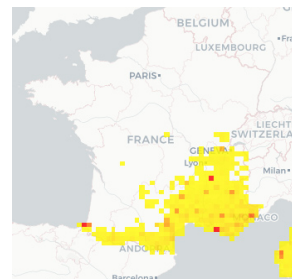 BELGIUM
LUXEMBOURG
PARIS
LIECHT
SWITZERLA
FRANCE
GENE
Lyo
Milan
ACO
ANDO
Barcelona